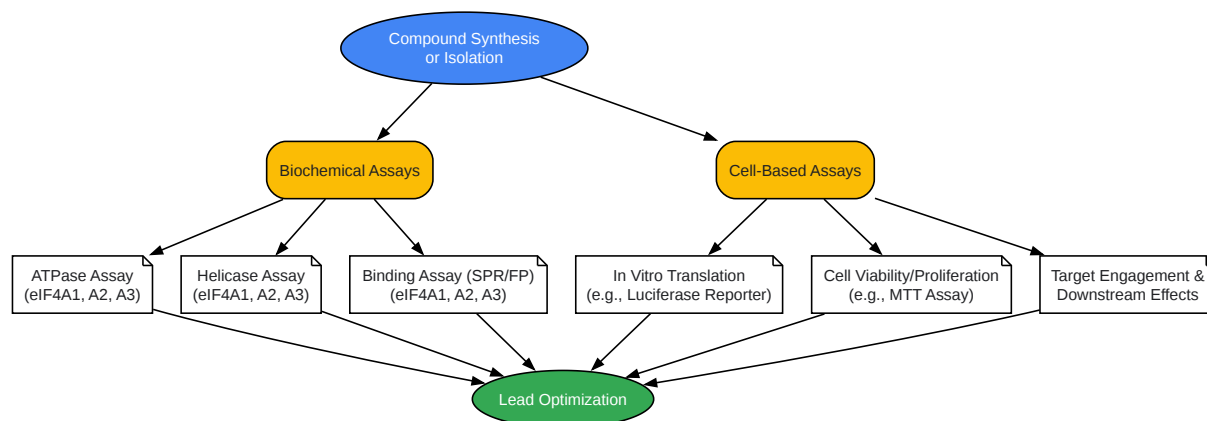 Compound Synthesis
or Isolation
Biochemical Assays
Cell-Based Assays
ATPase Assay
(eIF4A1, A2, A3)
Helicase Assay
(eIF4A1, A2, A3)
Binding Assay (SPR/FP)
(eIF4A1, A2, A3)
In Vitro Translation
(e.g., Luciferase Reporter)
Cell Viability/Proliferation
(e.g., MTT Assay)
Target Engagement &
Downstream Effects
Lead Optimization